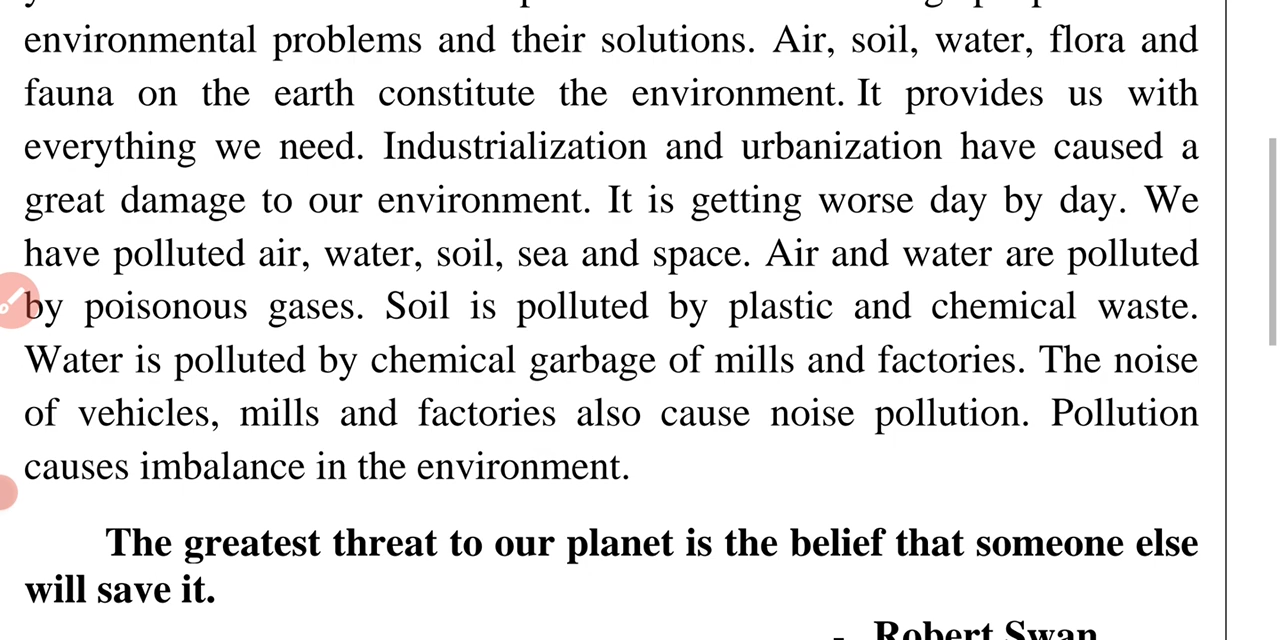 environmental problems and their solutions. Air, soil, water, flora and
fauna on the earth constitute the environment. It provides us with
everything we need. Industrialization and urbanization have caused a
great damage to our environment. It is getting worse day by day. We
have polluted air, water, soil, sea and space. Air and water are polluted
by poisonous gases. Soil is polluted by plastic and chemical waste.
Water is polluted by chemical garbage of mills and factories. The noise
of vehicles, mills and factories also cause noise pollution. Pollution
causes imbalance in the environment.
The greatest threat to our planet is the belief that someone else
will save it.
- Robert Swan